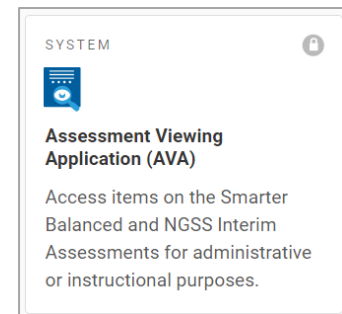 SYSTEM
Assessment Viewing
Application (AVA)
Access items on the Smarter
Balanced and NGSS Interim
Assessments for administrative
or instructional purposes.